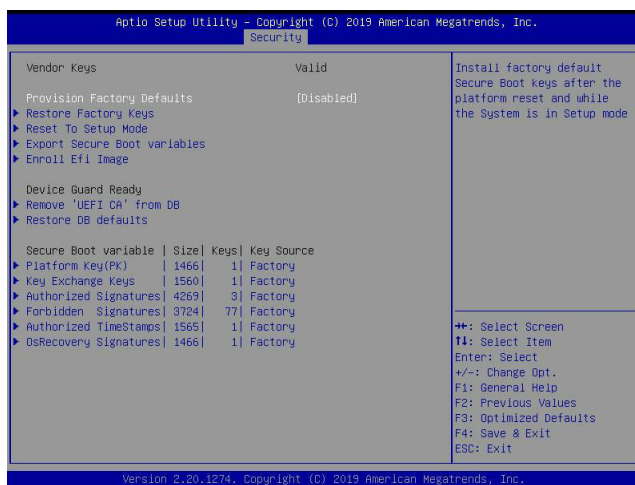 Aptio Setup Utility – Copyright (C) 2019 American Megatrends, Inc.
Security
Vendor Keys Valid
Provision Factory Defaults [Disabled]
Restore Factory Keys
Reset To Setup Mode
Export Secure Boot variables
Enroll Efi Image
Device Guard Ready
Remove 'UEFI CA' from DB
Restore DB defaults
Secure Boot variable | Size| Keys| Key Source
Platform Key(PK) | 1466| 1| Factory
Key Exchange Keys | 1560| 1| Factory
Authorized Signatures| 4269| 3| Factory
Forbidden Signatures| 3724| 77| Factory
Authorized TimeStamps| 1565| 1| Factory
OsRecovery Signatures| 1466| 1| Factory
Install factory default
Secure Boot keys after the
platform reset and while
the System is in Setup mode
→←: Select Screen
↑↓: Select Item
Enter: Select
+/-: Change Opt.
F1: General Help
F2: Previous Values
F3: Optimized Defaults
F4: Save & Exit
ESC: Exit
Version 2.20.1274. Copyright (C) 2019 American Megatrends, Inc.